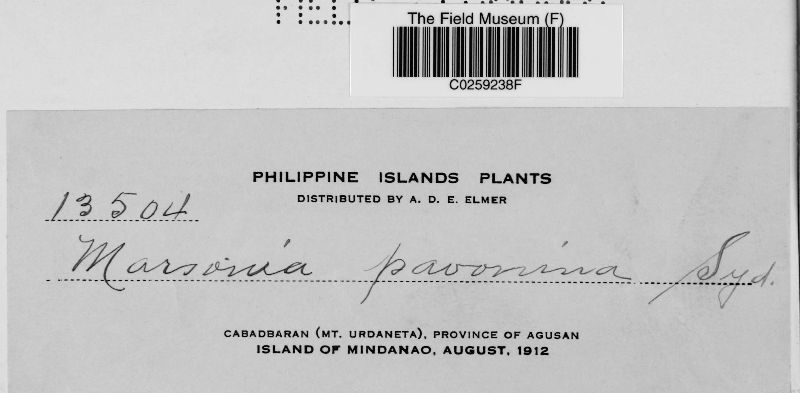 The Field Museum (F)
C0259238F
PHILIPPINE ISLANDS PLANTS
DISTRIBUTED BY A. D. E. ELMER
13504
Marsonia pavonina Syd.
CABADBARAN (MT. URDANETA), PROVINCE OF AGUSAN
ISLAND OF MINDANAO, AUGUST, 1912